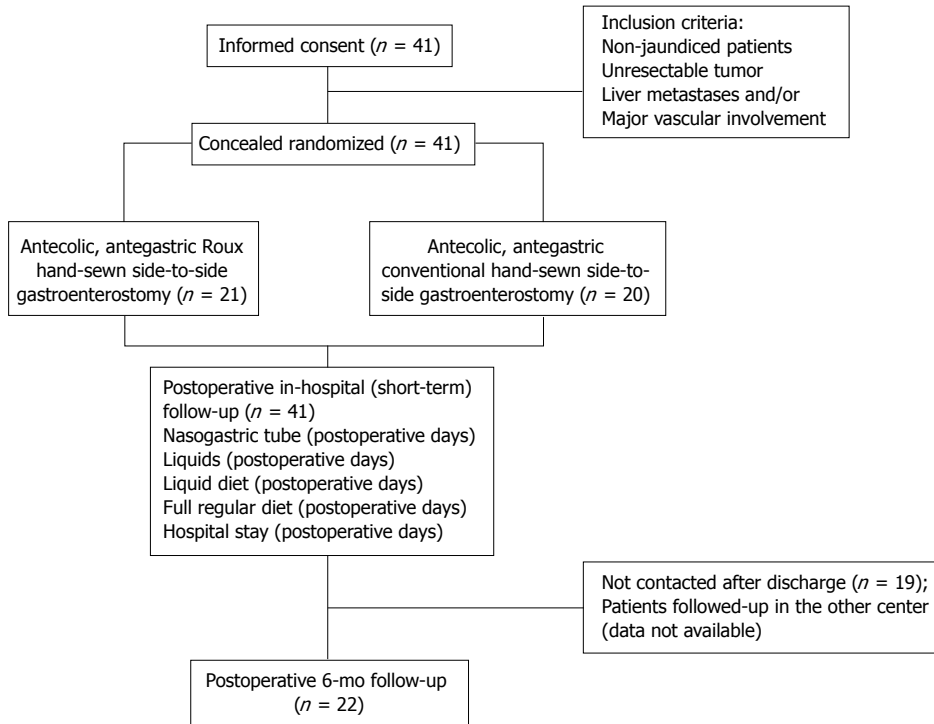 Informed consent (n = 41)
Inclusion criteria:
Non-jaundiced patients
Unresectable tumor
Liver metastases and/or
Major vascular involvement
Concealed randomized (n = 41)
Antecolic, antegastric Roux
hand-sewn side-to-side
gastroenterostomy (n = 21)
Antecolic, antegastric
conventional hand-sewn side-to-
side gastroenterostomy (n = 20)
Postoperative in-hospital (short-term)
follow-up (n = 41)
Nasogastric tube (postoperative days)
Liquids (postoperative days)
Liquid diet (postoperative days)
Full regular diet (postoperative days)
Hospital stay (postoperative days)
Not contacted after discharge (n = 19);
Patients followed-up in the other center
(data not available)
Postoperative 6-mo follow-up
(n = 22)